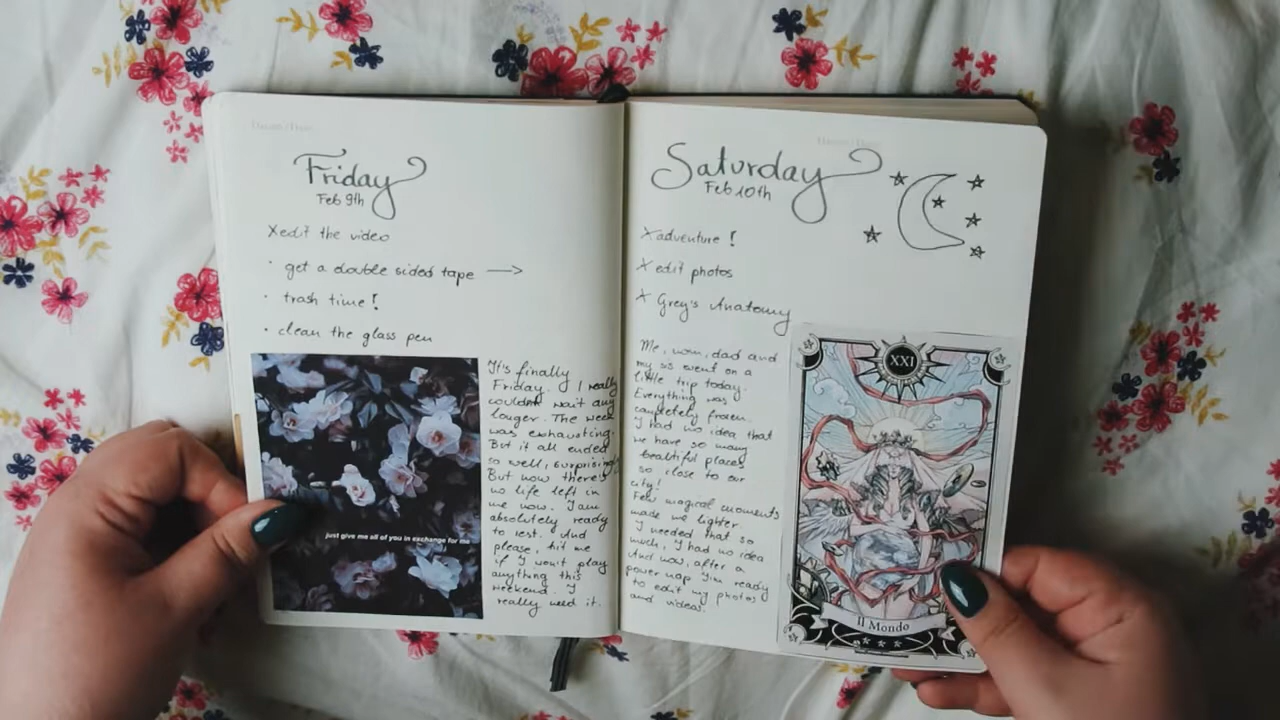 Friday
Feb 9th
X edit the video
· get a double sided tape →
· trash time!
· clean the glass pen
just give me all of you in exchange for me
It's finally
Friday. I really
couldn't wait any
longer. The week
was exhausting.
But it all ended
so well, surprisingly
But now there's
no life left in
me now. I am
absolutely ready
to rest. And
please, hit me
if I won't play
anything this
weekend. I
really need it.
Saturday
Feb 10th
X adventure!
X edit photos
X Grey's Anatomy
Me, mom, dad and
my sis went on a
little trip today.
Everything was
completely frozen.
I had no idea that
we have so many
beautiful places
so close to our
city!
Few magical moments
made me lighter.
I needed that so
much, I had no idea
And now, after a
power nap I'm ready
to edit my photos
and videos.
XXI
Il Mondo